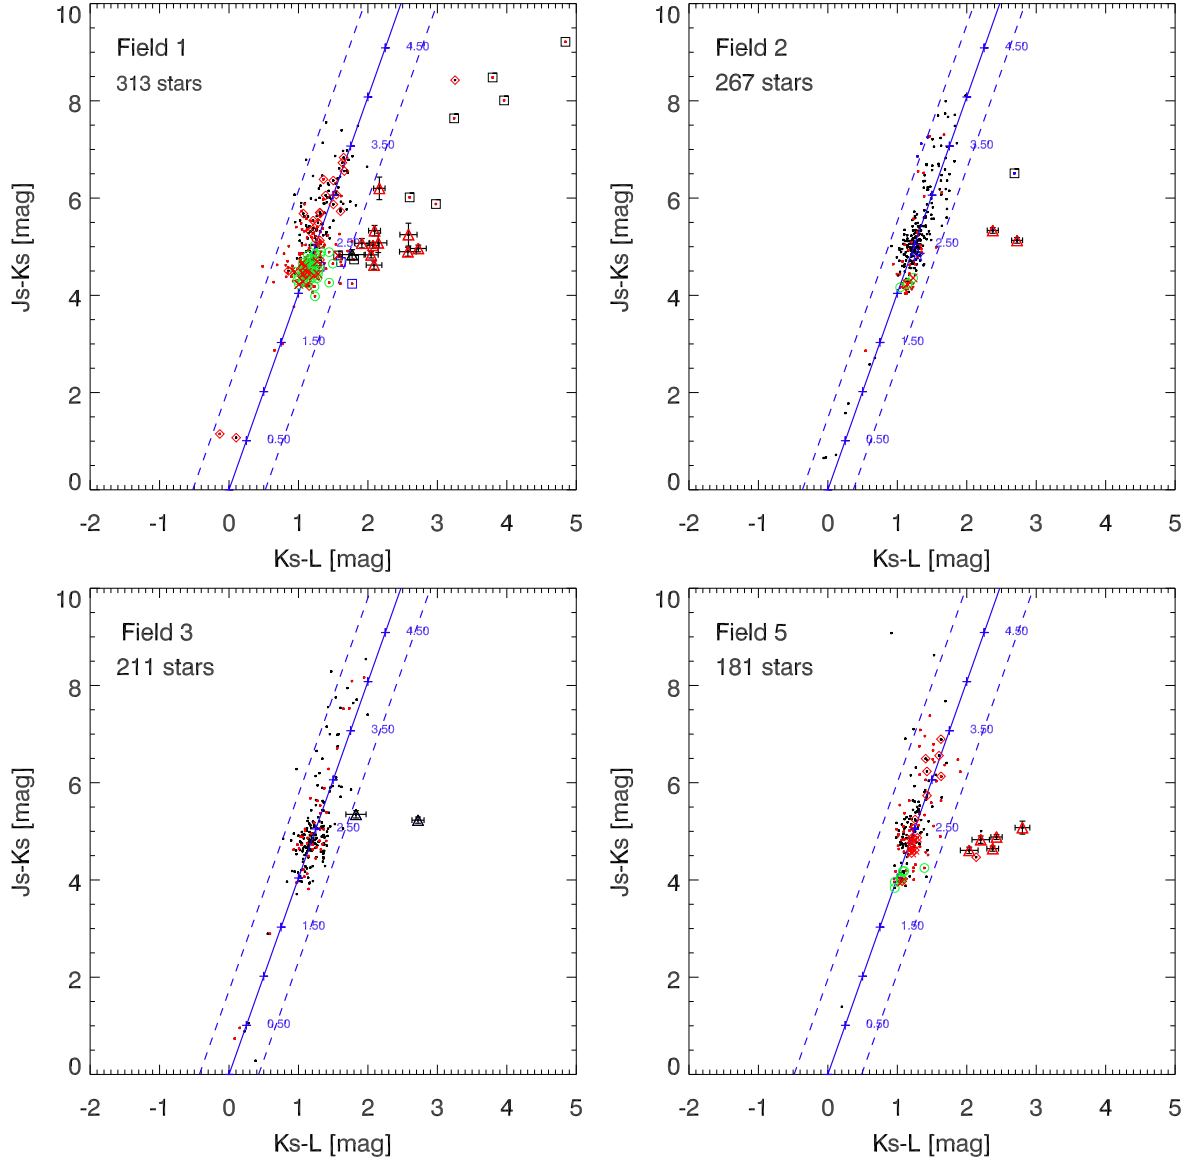 10
8
6
4
2
0
Js-Ks [mag]
Field 1
313 stars
4.50
3.50
2.50
1.50
0.50
-2 -1 0 1 2 3 4 5
Ks-L [mag]
10
8
6
4
2
0
Js-Ks [mag]
Field 2
267 stars
4.50
3.50
2.50
1.50
0.50
-2 -1 0 1 2 3 4 5
Ks-L [mag]
10
8
6
4
2
0
Js-Ks [mag]
Field 3
211 stars
4.50
3.50
2.50
1.50
0.50
-2 -1 0 1 2 3 4 5
Ks-L [mag]
10
8
6
4
2
0
Js-Ks [mag]
Field 5
181 stars
4.50
3.50
2.50
1.50
0.50
-2 -1 0 1 2 3 4 5
Ks-L [mag]